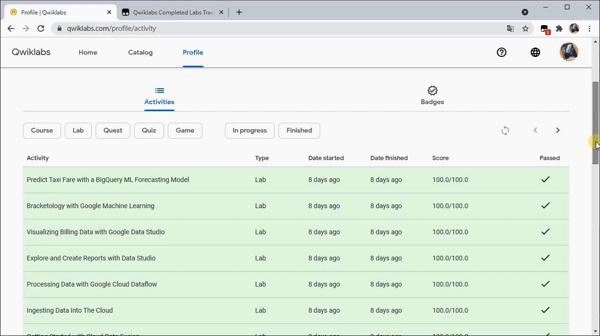 Profile | Qwiklabs
Qwiklabs Completed Labs Trac
qwiklabs.com/profile/activity
Qwiklabs
Home
Catalog
Profile
Activities
Badges
Course
Lab
Quest
Quiz
Game
In progress
Finished
Activity Type Date started Date finished Score Passed
Predict Taxi Fare with a BigQuery ML Forecasting Model Lab 8 days ago 8 days ago 100.0/100.0
Bracketology with Google Machine Learning Lab 8 days ago 8 days ago 100.0/100.0
Visualizing Billing Data with Google Data Studio Lab 8 days ago 8 days ago 100.0/100.0
Explore and Create Reports with Data Studio Lab 8 days ago 8 days ago 100.0/100.0
Processing Data with Google Cloud Dataflow Lab 8 days ago 8 days ago 100.0/100.0
Ingesting Data Into The Cloud Lab 8 days ago 8 days ago 100.0/100.0